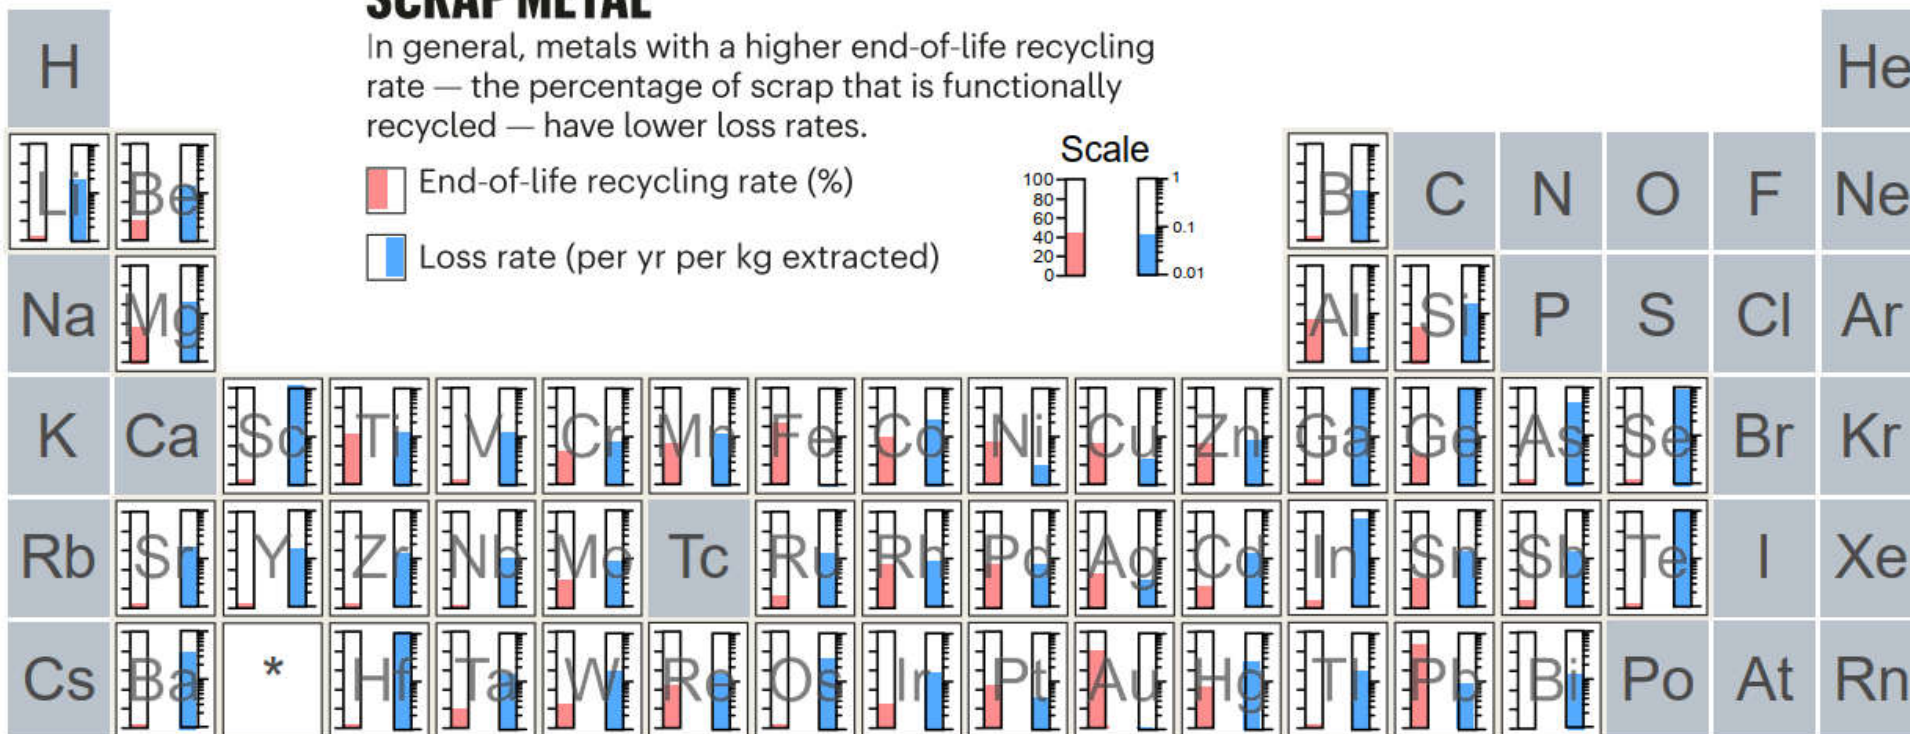 SCRAP METAL
In general, metals with a higher end-of-life recycling
rate — the percentage of scrap that is functionally
recycled — have lower loss rates.
End-of-life recycling rate (%)
Loss rate (per yr per kg extracted)
Scale
100
80
60
40
20
0
1
0.1
0.01
H He
Li Be B C N O F Ne
Na Mg Al Si P S Cl Ar
K Ca Sc Ti V Cr Mn Fe Co Ni Cu Zn Ga Ge As Se Br Kr
Rb Sr Y Zr Nb Mo Tc Ru Rh Pd Ag Cd In Sn Sb Te I Xe
Cs Ba * Hf Ta W Re Os Ir Pt Au Hg Tl Pb Bi Po At Rn